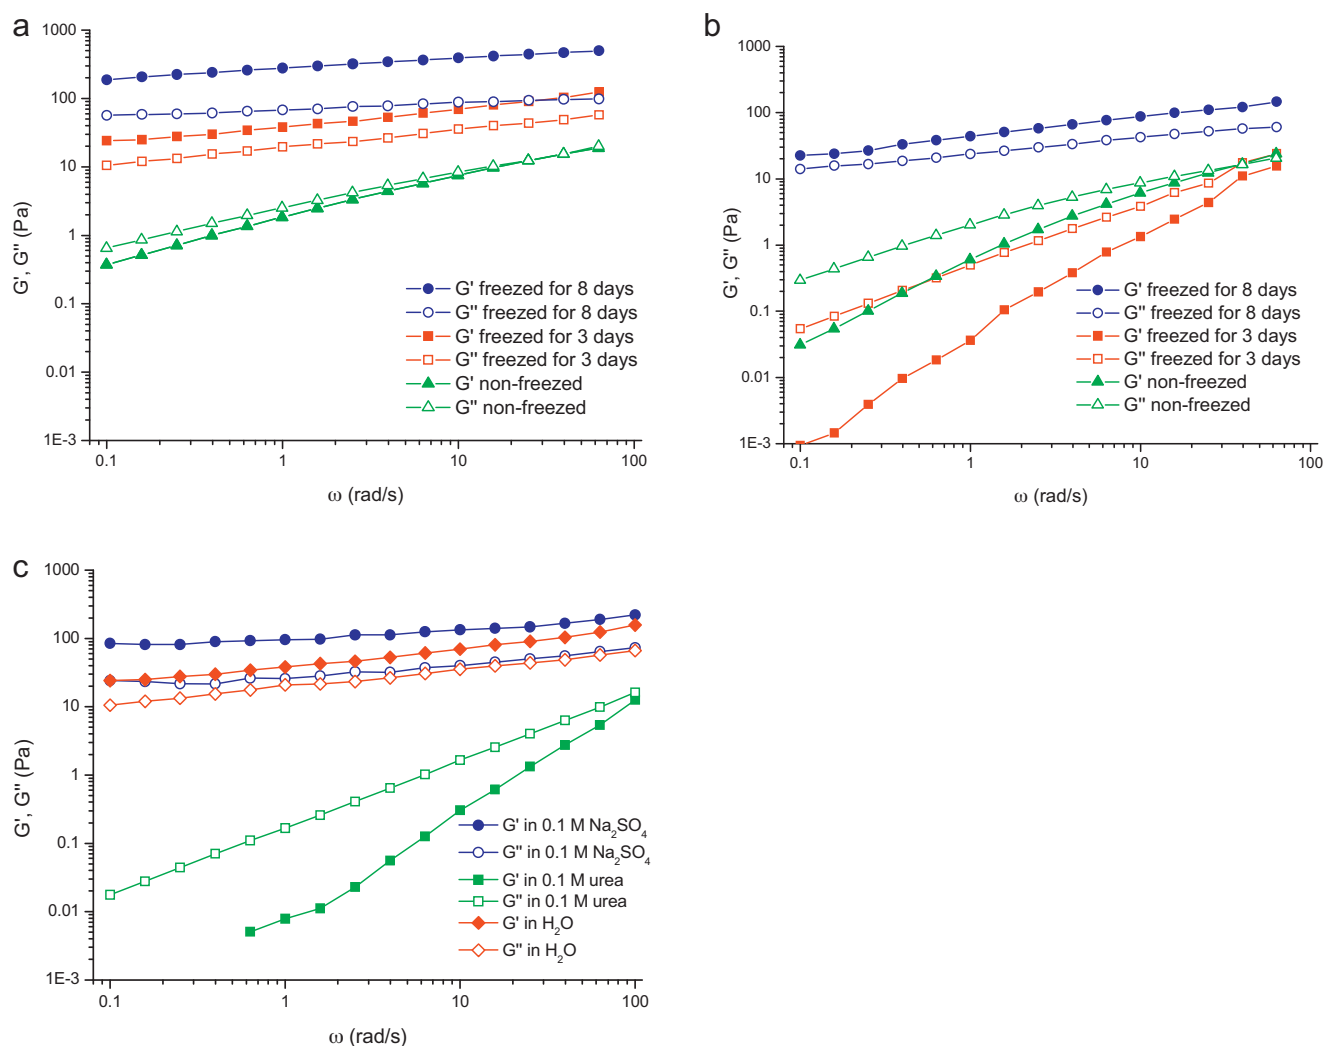 a
1000
100
10
1
0.1
0.01
1E-3
G', G'' (Pa)
G' freezed for 8 days
G'' freezed for 8 days
G' freezed for 3 days
G'' freezed for 3 days
G' non-freezed
G'' non-freezed
0.1
1
10
100
ω (rad/s)
b
1000
100
10
1
0.1
0.01
1E-3
G', G'' (Pa)
G' freezed for 8 days
G'' freezed for 8 days
G' freezed for 3 days
G'' freezed for 3 days
G' non-freezed
G'' non-freezed
0.1
1
10
100
ω (rad/s)
c
1000
100
10
1
0.1
0.01
1E-3
G', G'' (Pa)
G' in 0.1 M Na₂SO₄
G'' in 0.1 M Na₂SO₄
G' in 0.1 M urea
G'' in 0.1 M urea
G' in H₂O
G'' in H₂O
0.1
1
10
100
ω (rad/s)